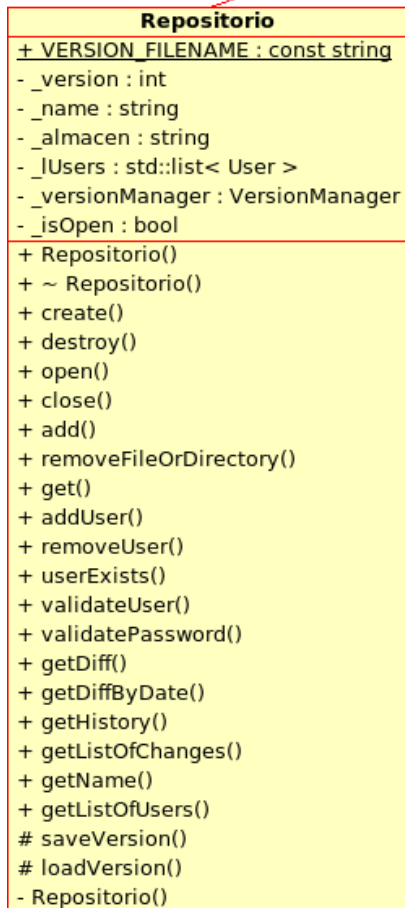 Repositorio
+ VERSION_FILENAME : const string
- _version : int
- _name : string
- _almacen : string
- _lUsers : std::list< User >
- _versionManager : VersionManager
- _isOpen : bool
+ Repositorio()
+ ~ Repositorio()
+ create()
+ destroy()
+ open()
+ close()
+ add()
+ removeFileOrDirectory()
+ get()
+ addUser()
+ removeUser()
+ userExists()
+ validateUser()
+ validatePassword()
+ getDiff()
+ getDiffByDate()
+ getHistory()
+ getListOfChanges()
+ getName()
+ getListOfUsers()
# saveVersion()
# loadVersion()
- Repositorio()